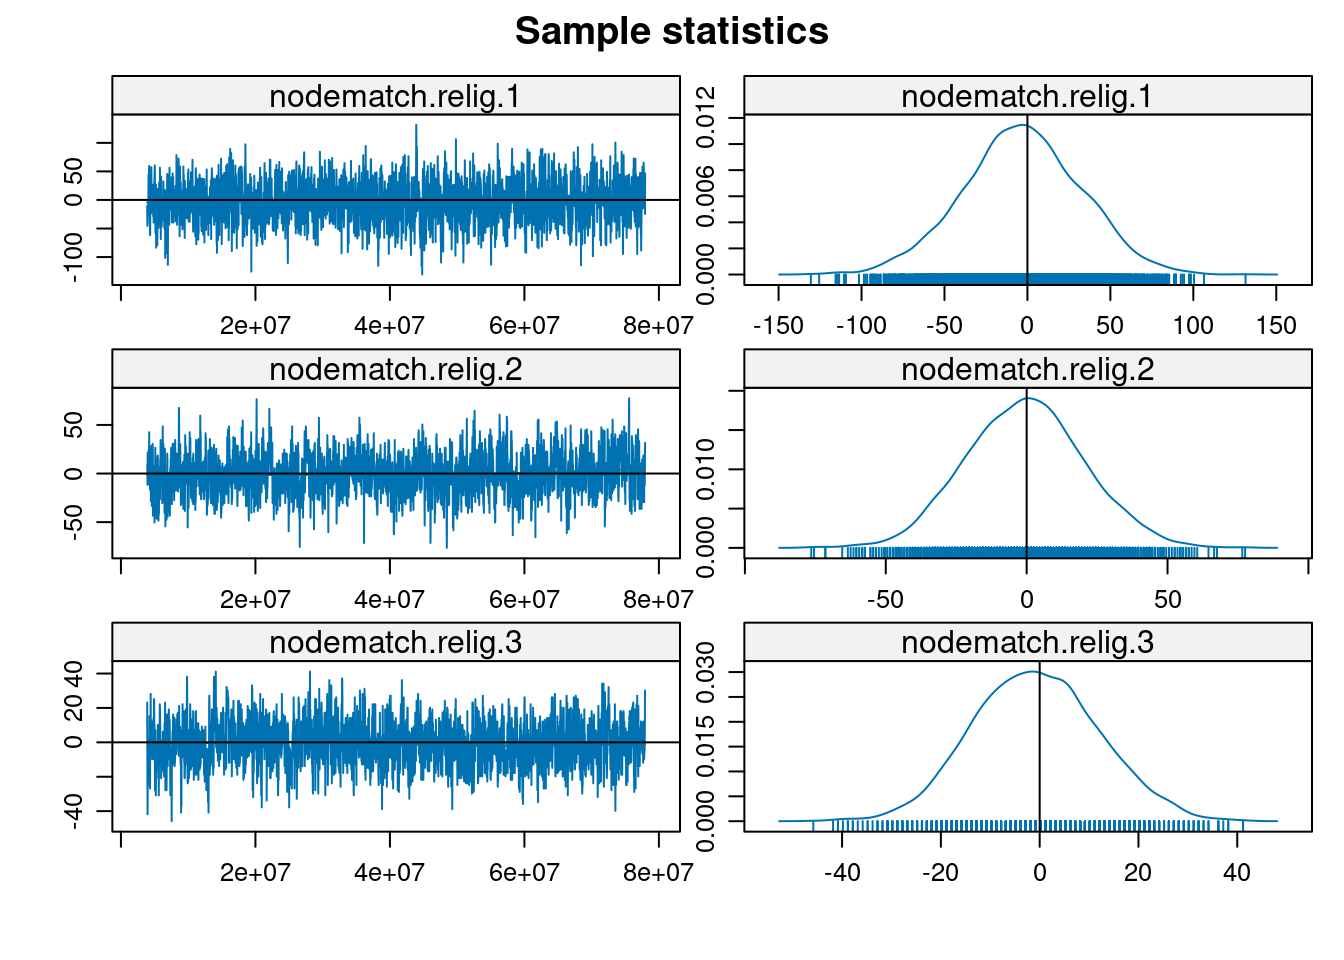 Sample statistics
nodematch.relig.1
-100 0 50
2e+07 4e+07 6e+07 8e+07
nodematch.relig.1
0.000 0.006 0.012
-150 -100 -50 0 50 100 150
nodematch.relig.2
-50 0 50
2e+07 4e+07 6e+07 8e+07
nodematch.relig.2
0.000 0.010
-50 0 50
nodematch.relig.3
-40 0 20 40
2e+07 4e+07 6e+07 8e+07
nodematch.relig.3
0.000 0.015 0.030
-40 -20 0 20 40